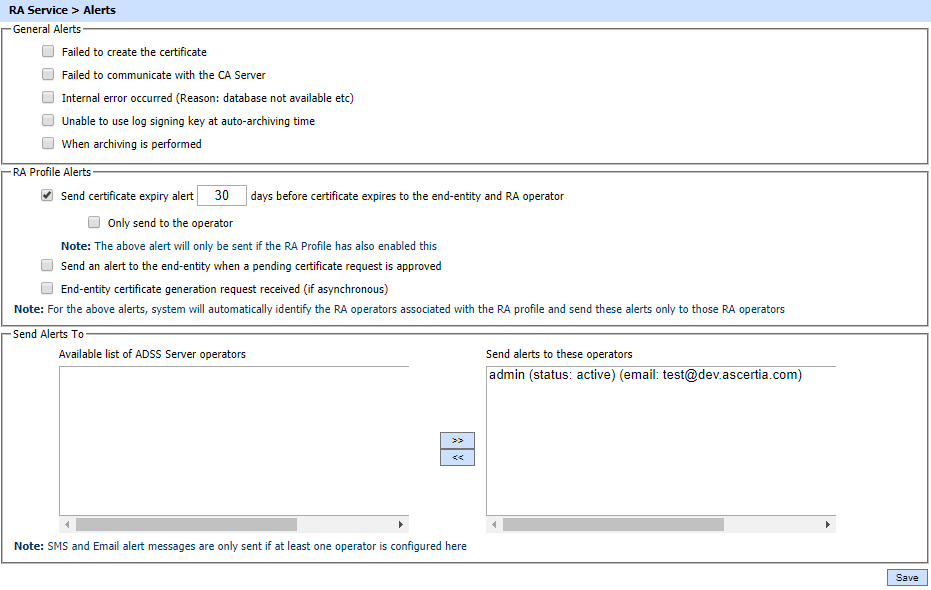 RA Service > Alerts
General Alerts
Failed to create the certificate
Failed to communicate with the CA Server
Internal error occurred (Reason: database not available etc)
Unable to use log signing key at auto-archiving time
When archiving is performed
RA Profile Alerts
Send certificate expiry alert 30 days before certificate expires to the end-entity and RA operator
Only send to the operator
Note: The above alert will only be sent if the RA Profile has also enabled this
Send an alert to the end-entity when a pending certificate request is approved
End-entity certificate generation request received (if asynchronous)
Note: For the above alerts, system will automatically identify the RA operators associated with the RA profile and send these alerts only to those RA operators
Send Alerts To
Available list of ADSS Server operators
Send alerts to these operators
admin (status: active) (email: test@dev.ascertia.com)
>>
<<
Note: SMS and Email alert messages are only sent if at least one operator is configured here
Save